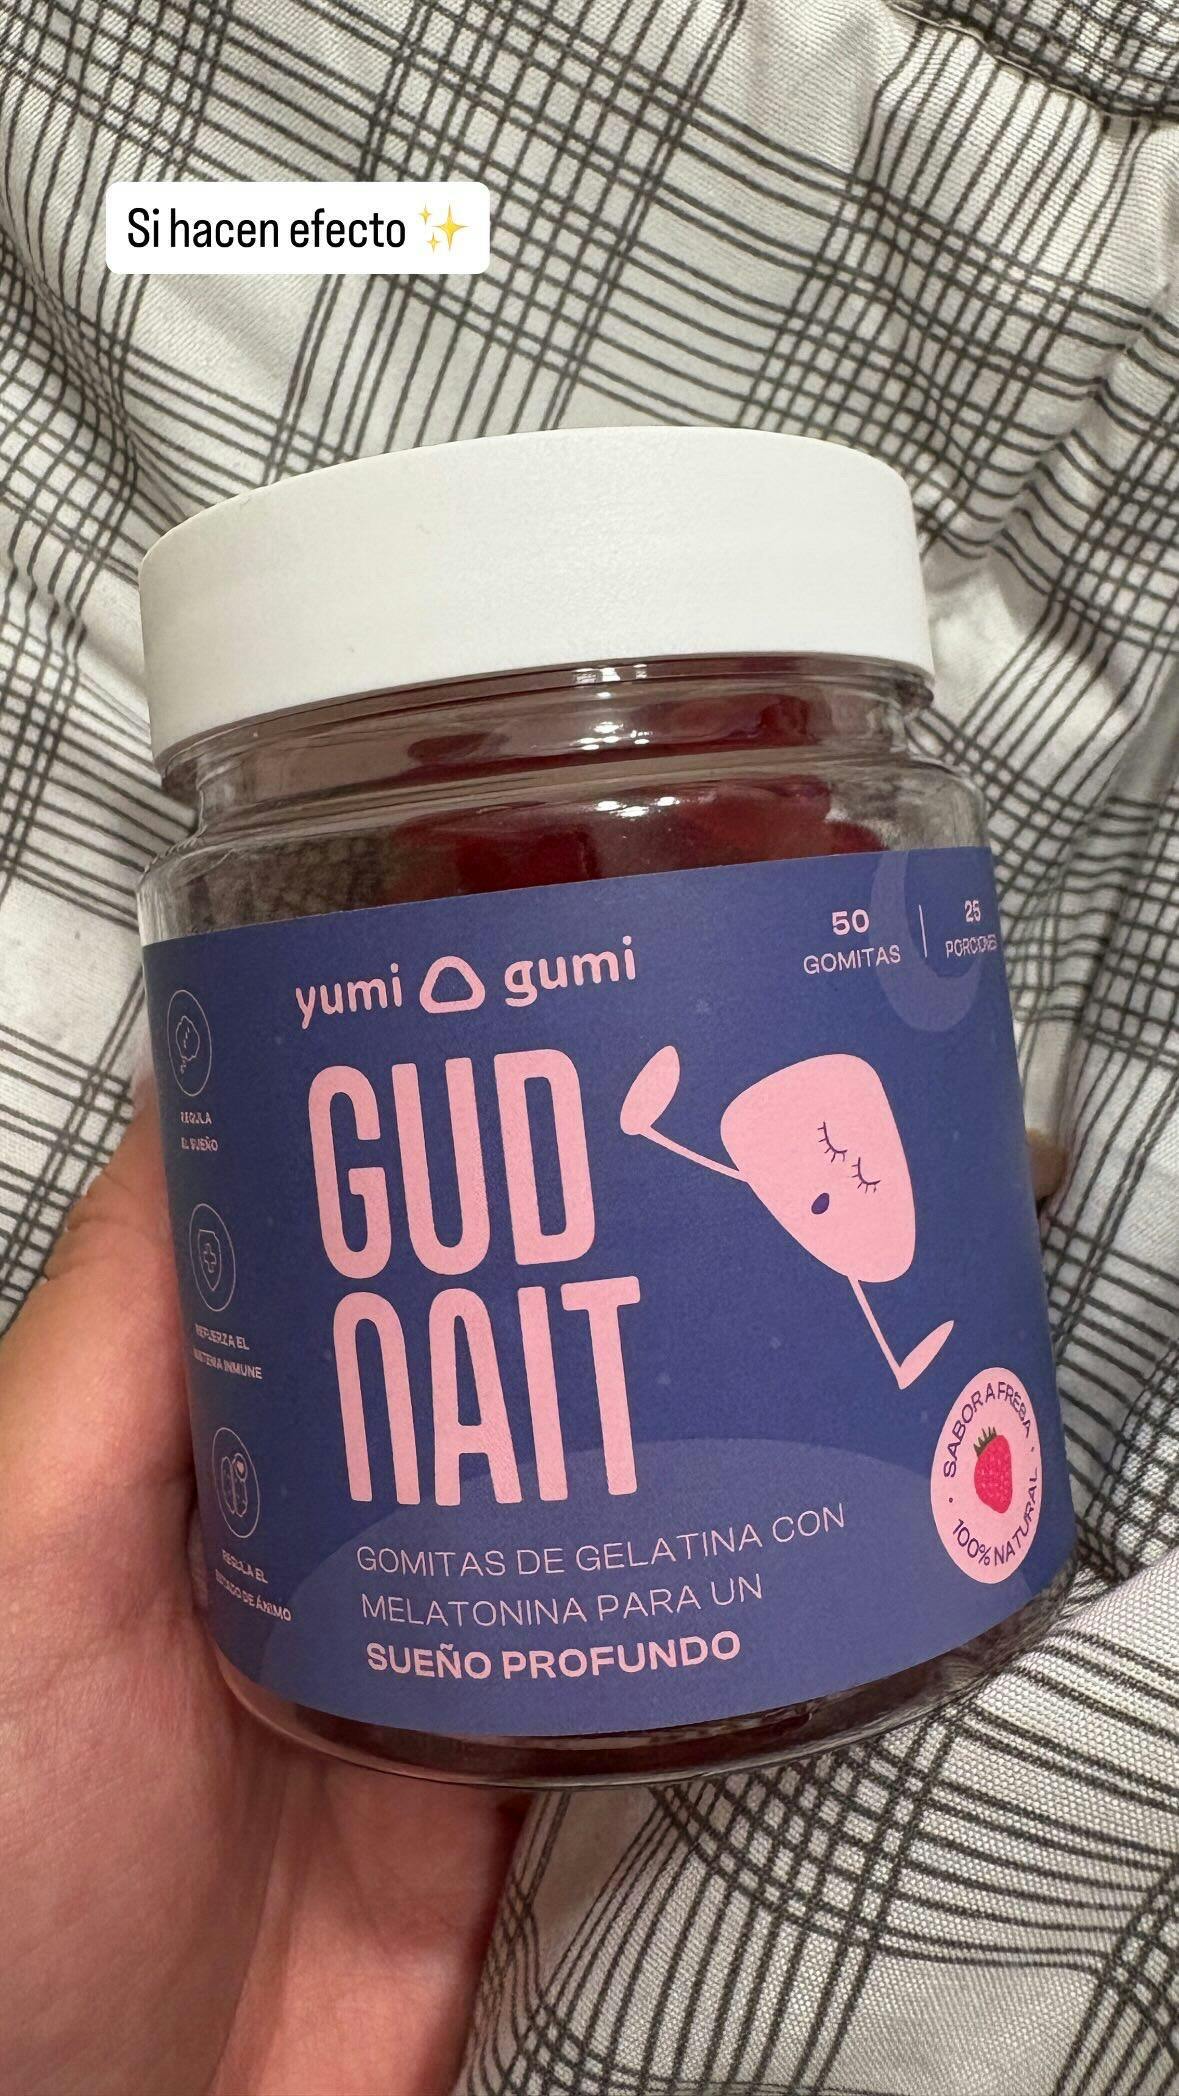 Si hacen efecto ✨
yumi gumi
50
GOMITAS
25
PORCIONES
GUD
NAIT
REGULA
EL SUEÑO
REFUERZA EL
SISTEMA INMUNE
REGULA EL
ESTADO DE ÁNIMO
SABOR A FRESA
100% NATURAL
GOMITAS DE GELATINA CON
MELATONINA PARA UN
SUEÑO PROFUNDO